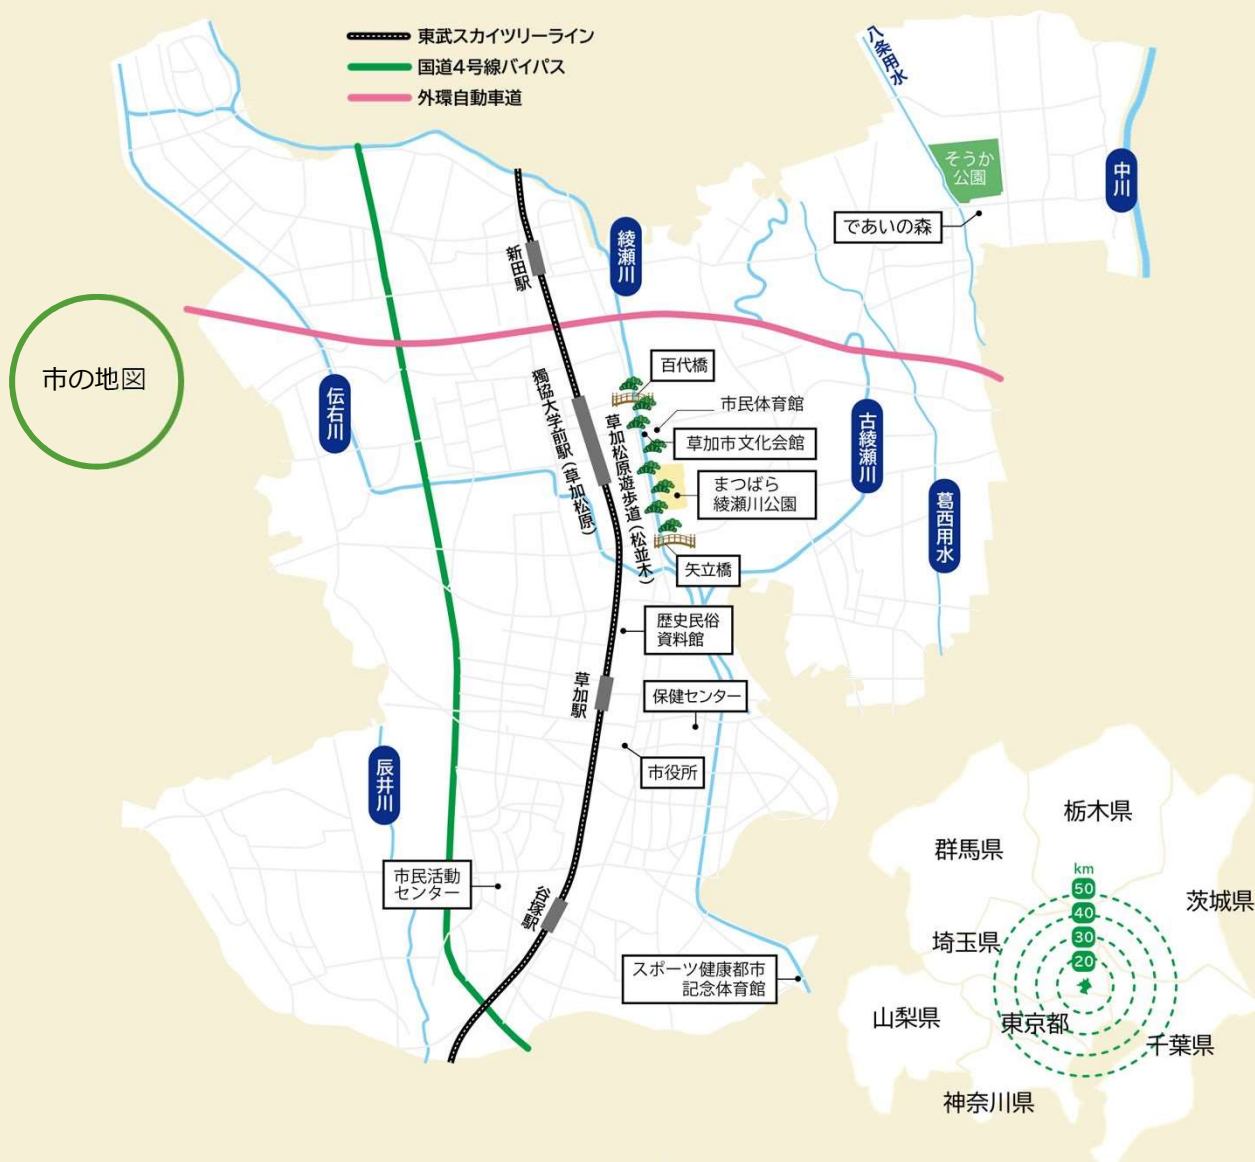 東武スカイツリーライン
国道4号線バイパス
外環自動車道
八条用水
そうか
公園
中川
であいの森
綾瀬川
新田駅
市の地図
百代橋
市民体育館
草加市文化会館
伝右川
獨協大学前駅(草加松原)
草加松原遊歩道(松並木)
古綾瀬川
まつばら
綾瀬川公園
葛西用水
矢立橋
歴史民俗
資料館
草加駅
保健センター
市役所
辰井川
市民活動
センター
谷塚駅
スポーツ健康都市
記念体育館
栃木県
群馬県
km
50
茨城県
40
埼玉県
30
20
山梨県
東京都
千葉県
神奈川県